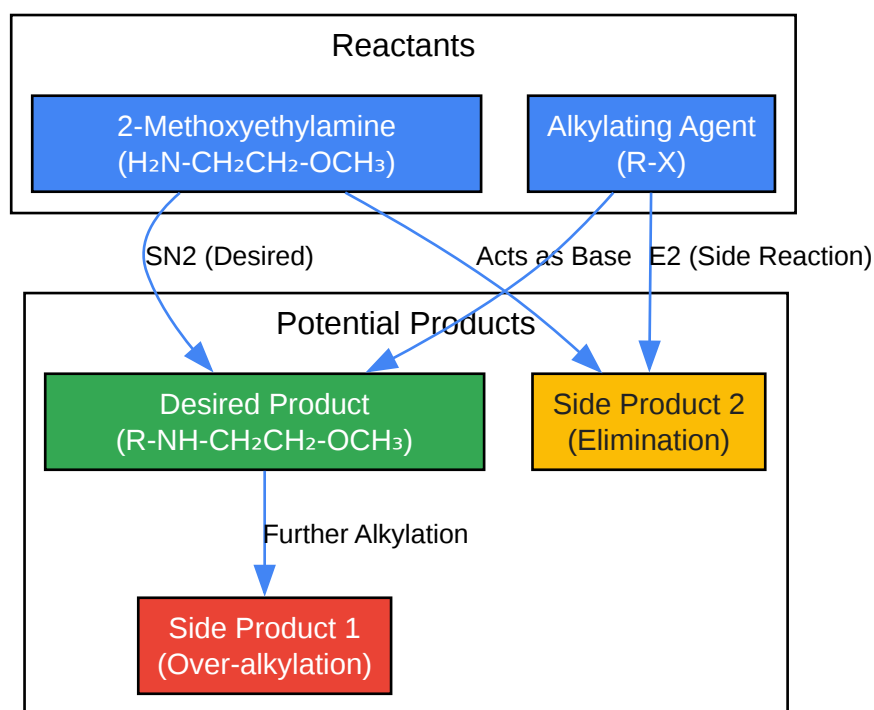 Reactants
2-Methoxyethylamine
(H₂N-CH₂CH₂-OCH₃)
Alkylating Agent
(R-X)
SN2 (Desired)
Acts as Base
E2 (Side Reaction)
Potential Products
Desired Product
(R-NH-CH₂CH₂-OCH₃)
Side Product 2
(Elimination)
Further Alkylation
Side Product 1
(Over-alkylation)